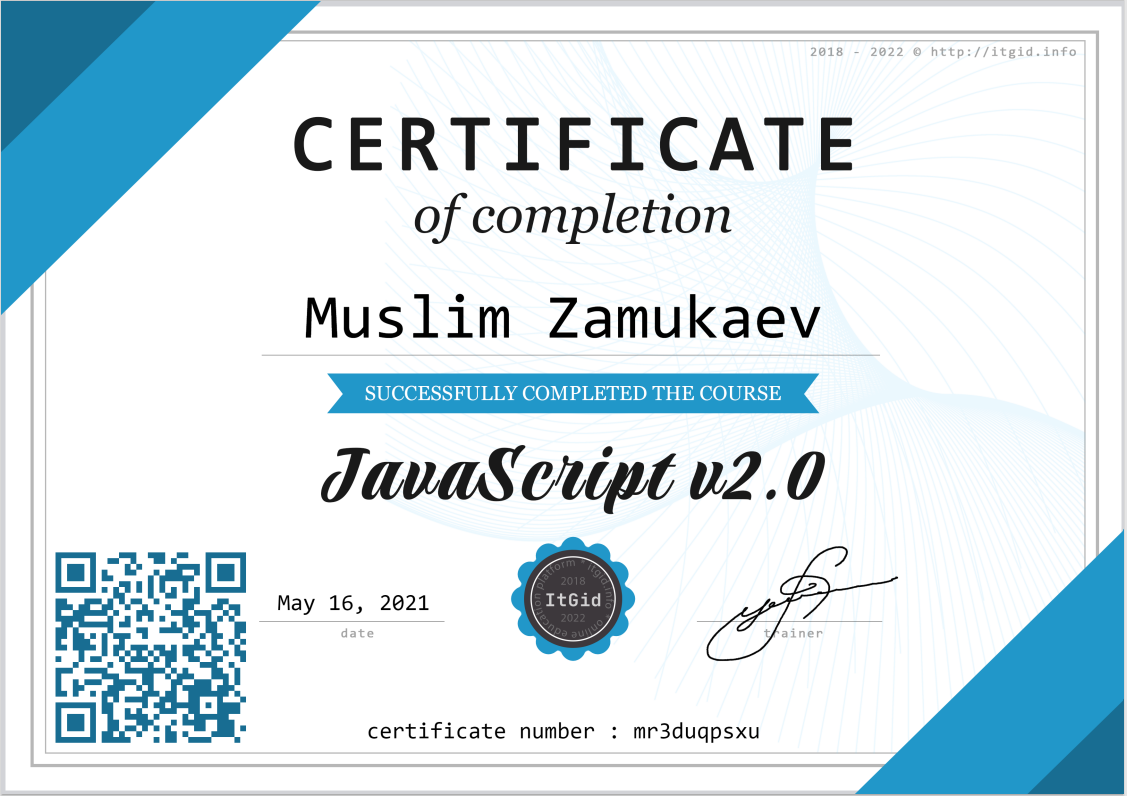 2018 - 2022 © http://itgid.info
CERTIFICATE
of completion
Muslim Zamukaev
SUCCESSFULLY COMPLETED THE COURSE
JavaScript v2.0
May 16, 2021
date
online education platform * itgid.info *
2018
ItGid
2022
trainer
certificate number : mr3duqpsxu